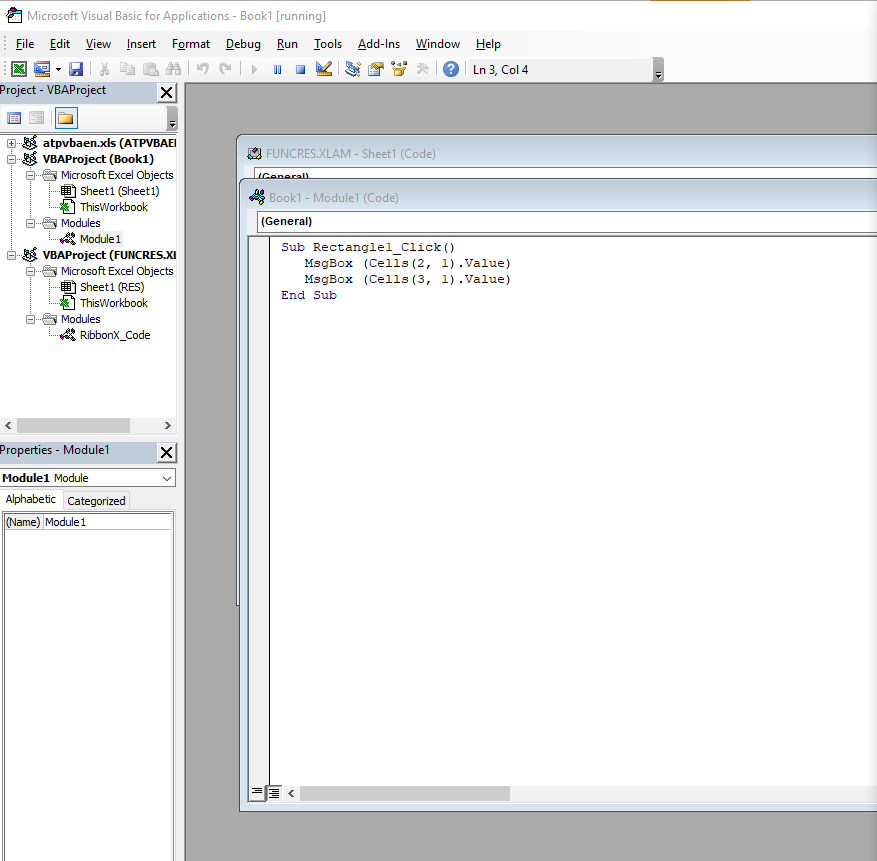 Microsoft Visual Basic for Applications - Book1 [running]
File Edit View Insert Format Debug Run Tools Add-Ins Window Help
Ln 3, Col 4
Project - VBAProject
atpvbaen.xls (ATPVBAE
VBAProject (Book1)
Microsoft Excel Objects
Sheet1 (Sheet1)
ThisWorkbook
Modules
Module1
VBAProject (FUNCRES.XL
Microsoft Excel Objects
Sheet1 (RES)
ThisWorkbook
Modules
RibbonX_Code
Properties - Module1
Module1 Module
Alphabetic Categorized
(Name) Module1
FUNCRES.XLAM - Sheet1 (Code)
(General)
Book1 - Module1 (Code)
(General)
Sub Rectangle1_Click()
MsgBox (Cells(2, 1).Value)
MsgBox (Cells(3, 1).Value)
End Sub